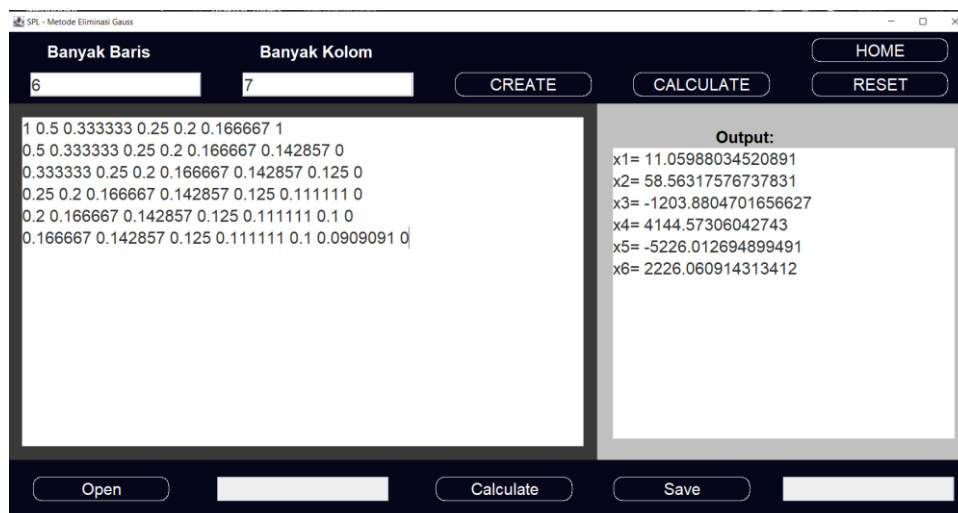 SPL - Metode Eliminasi Gauss
Banyak Baris
Banyak Kolom
HOME
6
7
CREATE
CALCULATE
RESET
1 0.5 0.333333 0.25 0.2 0.166667 1
0.5 0.333333 0.25 0.2 0.166667 0.142857 0
0.333333 0.25 0.2 0.166667 0.142857 0.125 0
0.25 0.2 0.166667 0.142857 0.125 0.111111 0
0.2 0.166667 0.142857 0.125 0.111111 0.1 0
0.166667 0.142857 0.125 0.111111 0.1 0.0909091 0
Output:
x1= 11.05988034520891
x2= 58.56317576737831
x3= -1203.8804701656627
x4= 4144.57306042743
x5= -5226.012694899491
x6= 2226.060914313412
Open
Calculate
Save